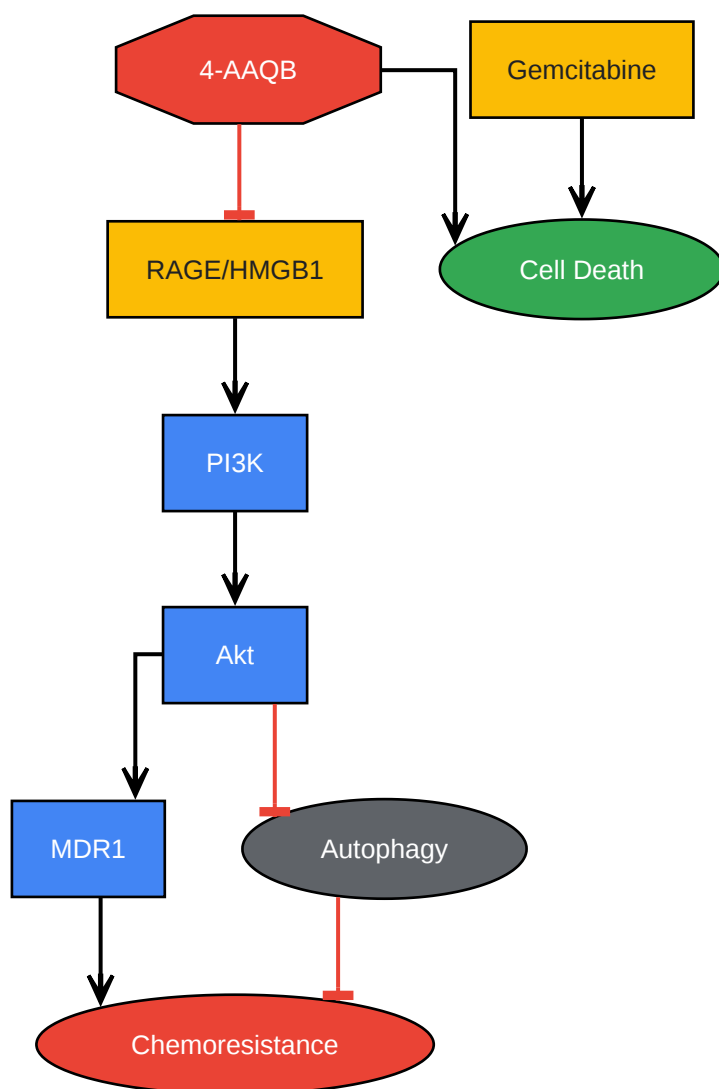 4-AAQB
Gemcitabine
RAGE/HMGB1
Cell Death
PI3K
Akt
MDR1
Autophagy
Chemoresistance